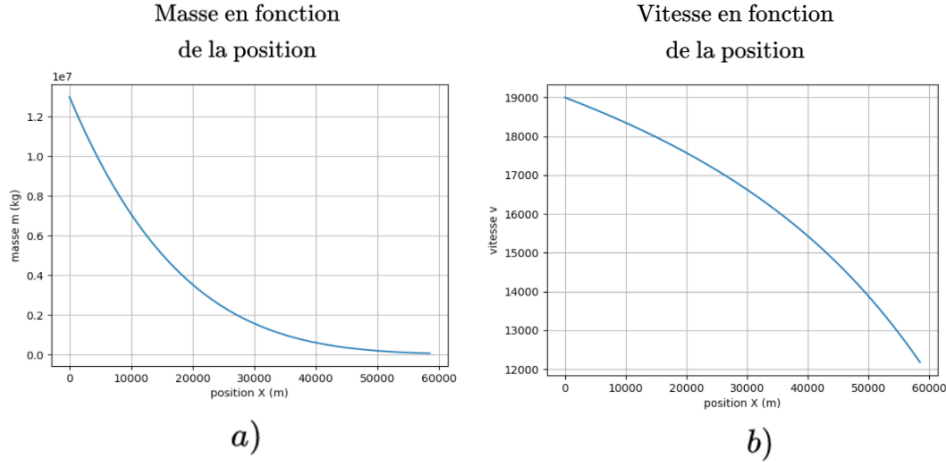 Masse en fonction
de la position
1e7
1.2
1.0
0.8
0.6
0.4
0.2
0.0
masse m (kg)
0 10000 20000 30000 40000 50000 60000
position X (m)
a)
Vitesse en fonction
de la position
19000
18000
17000
16000
15000
14000
13000
12000
vitesse v
0 10000 20000 30000 40000 50000 60000
position X (m)
b)